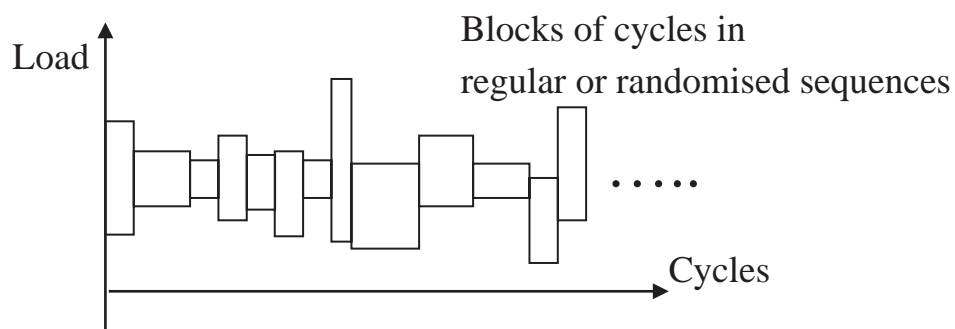 Blocks of cycles in
regular or randomised sequences
Load
Cycles